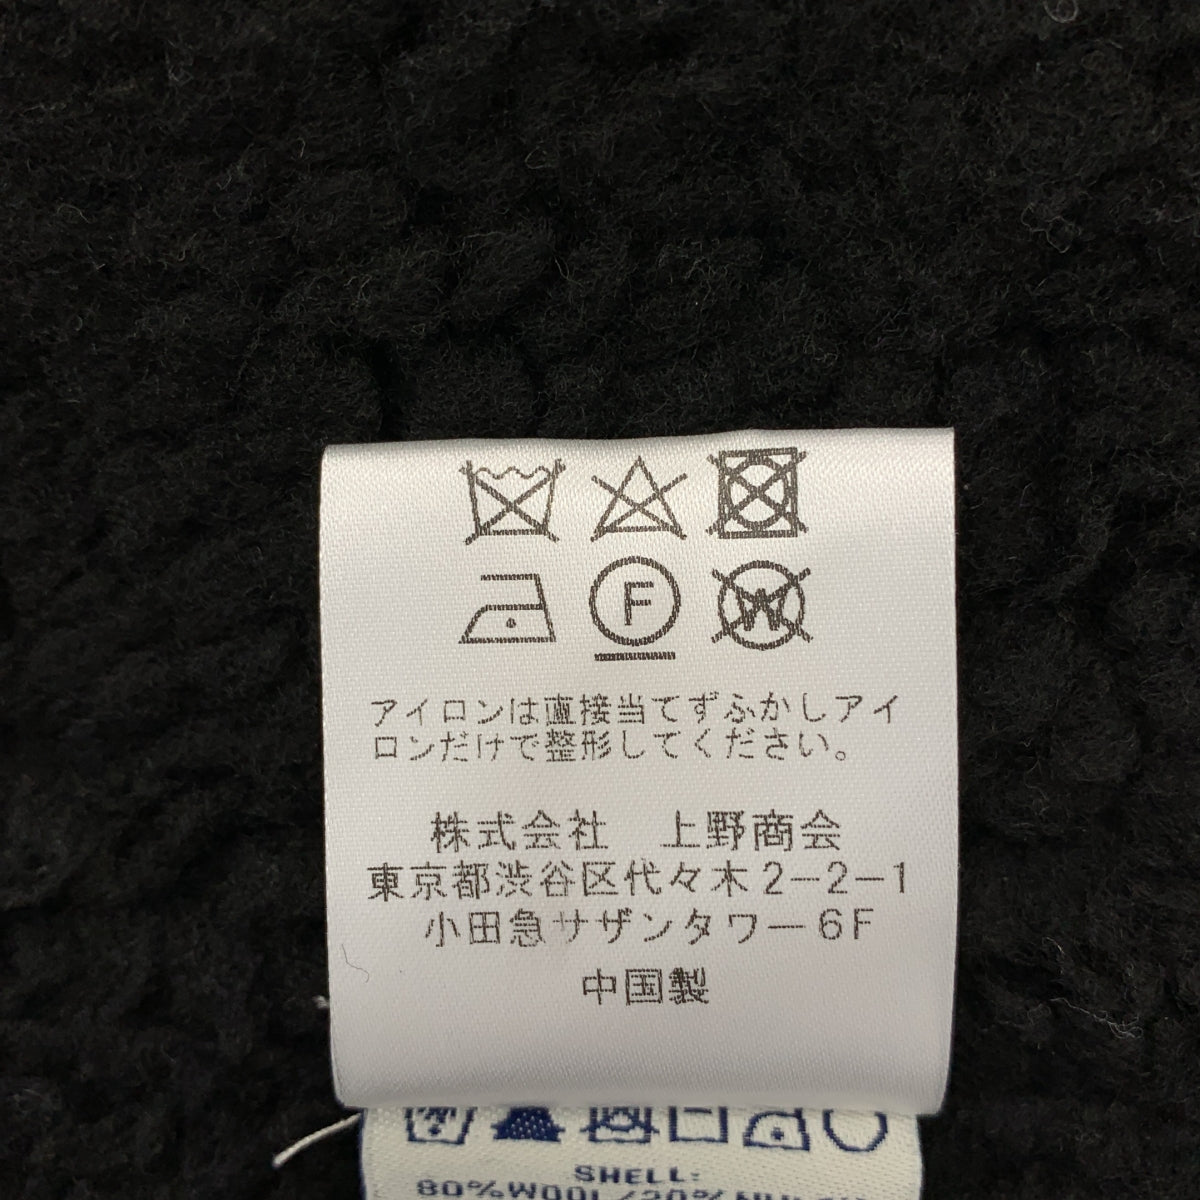 F
W
アイロンは直接当てずふかしアイ
ロンだけで整形してください。
株式会社 上野商会
東京都渋谷区代々木2-2-1
小田急サザンタワー6F
中国製
SHELL:
80%WOOL/20%